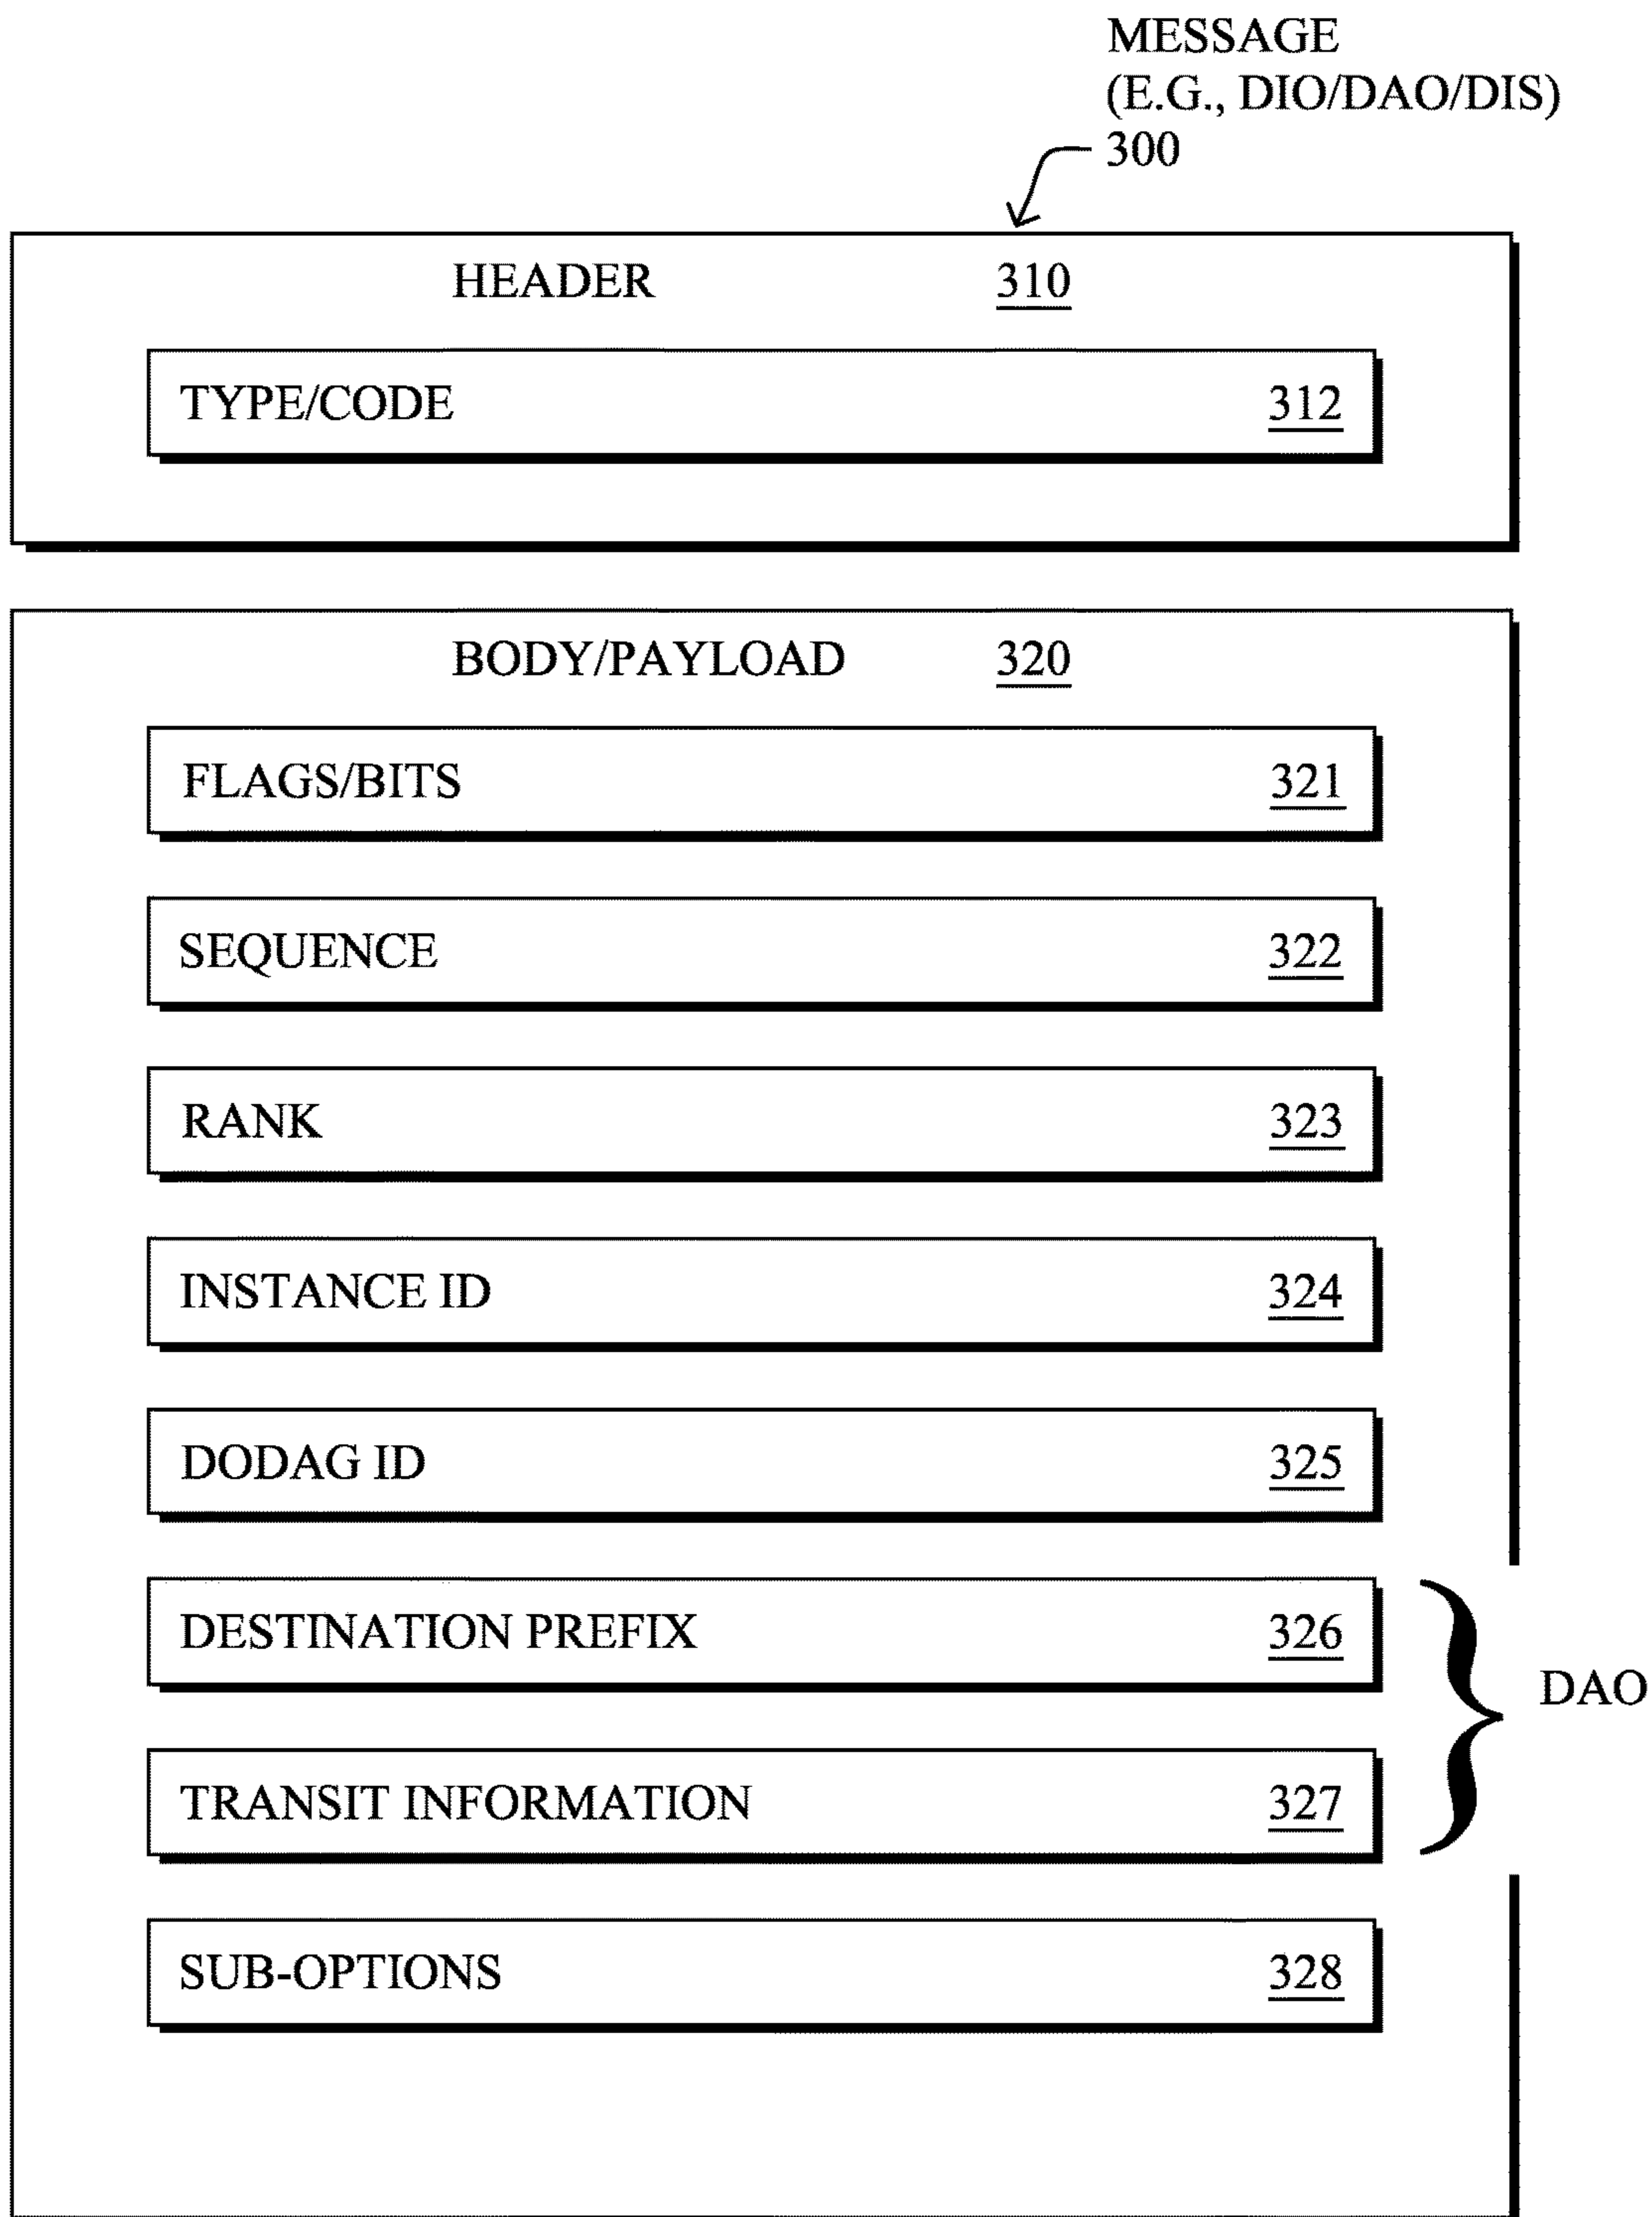 MESSAGE
(E.G., DIO/DAO/DIS)
300
HEADER 310
TYPE/CODE 312
BODY/PAYLOAD 320
FLAGS/BITS 321
SEQUENCE 322
RANK 323
INSTANCE ID 324
DODAG ID 325
DESTINATION PREFIX 326
DAO
TRANSIT INFORMATION 327
SUB-OPTIONS 328